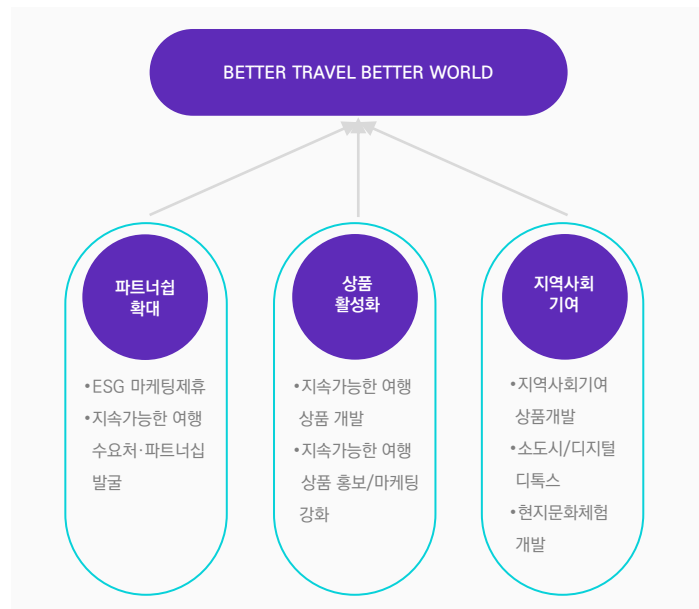 BETTER TRAVEL BETTER WORLD
파트너쉽
확대
•ESG 마케팅제휴
•지속가능한 여행
수요처·파트너십
발굴
상품
활성화
•지속가능한 여행
상품 개발
•지속가능한 여행
상품 홍보/마케팅
강화
지역사회
기여
•지역사회기여
상품개발
•소도시/디지털
디톡스
•현지문화체험
개발